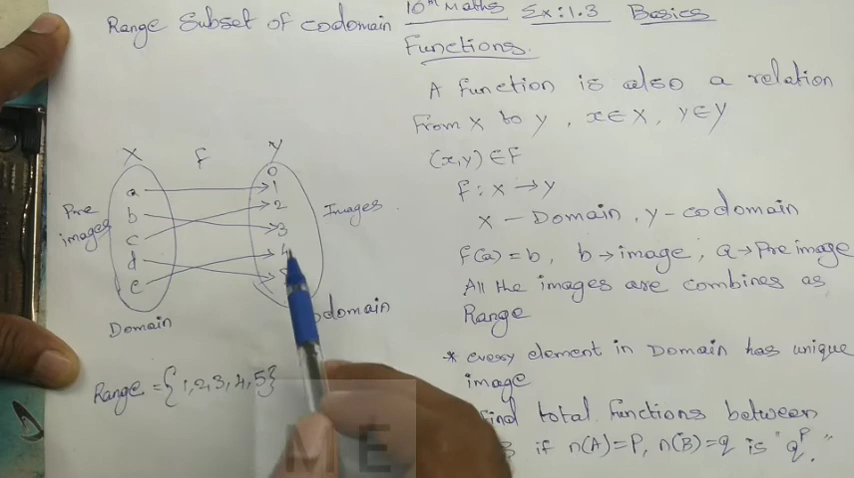 Range Subset of codomain
10th Maths Ex:1.3 Basics
Functions.
A function is also a relation
From X to y, x∈X, y∈y
(x,y)∈F
f: x → y
X - Domain, y - codomain
f(a) = b, b → image, a → Pre image
All the images are combines as
Range
* every element in Domain has unique
image
find total functions between
if n(A)=P, n(B)=q is "q^P."
X f Y
a
b
c
d
e
0
1
2
3
4
Pre
images
Images
Domain
odomain
Range = {1,2,3,4,5}
ME